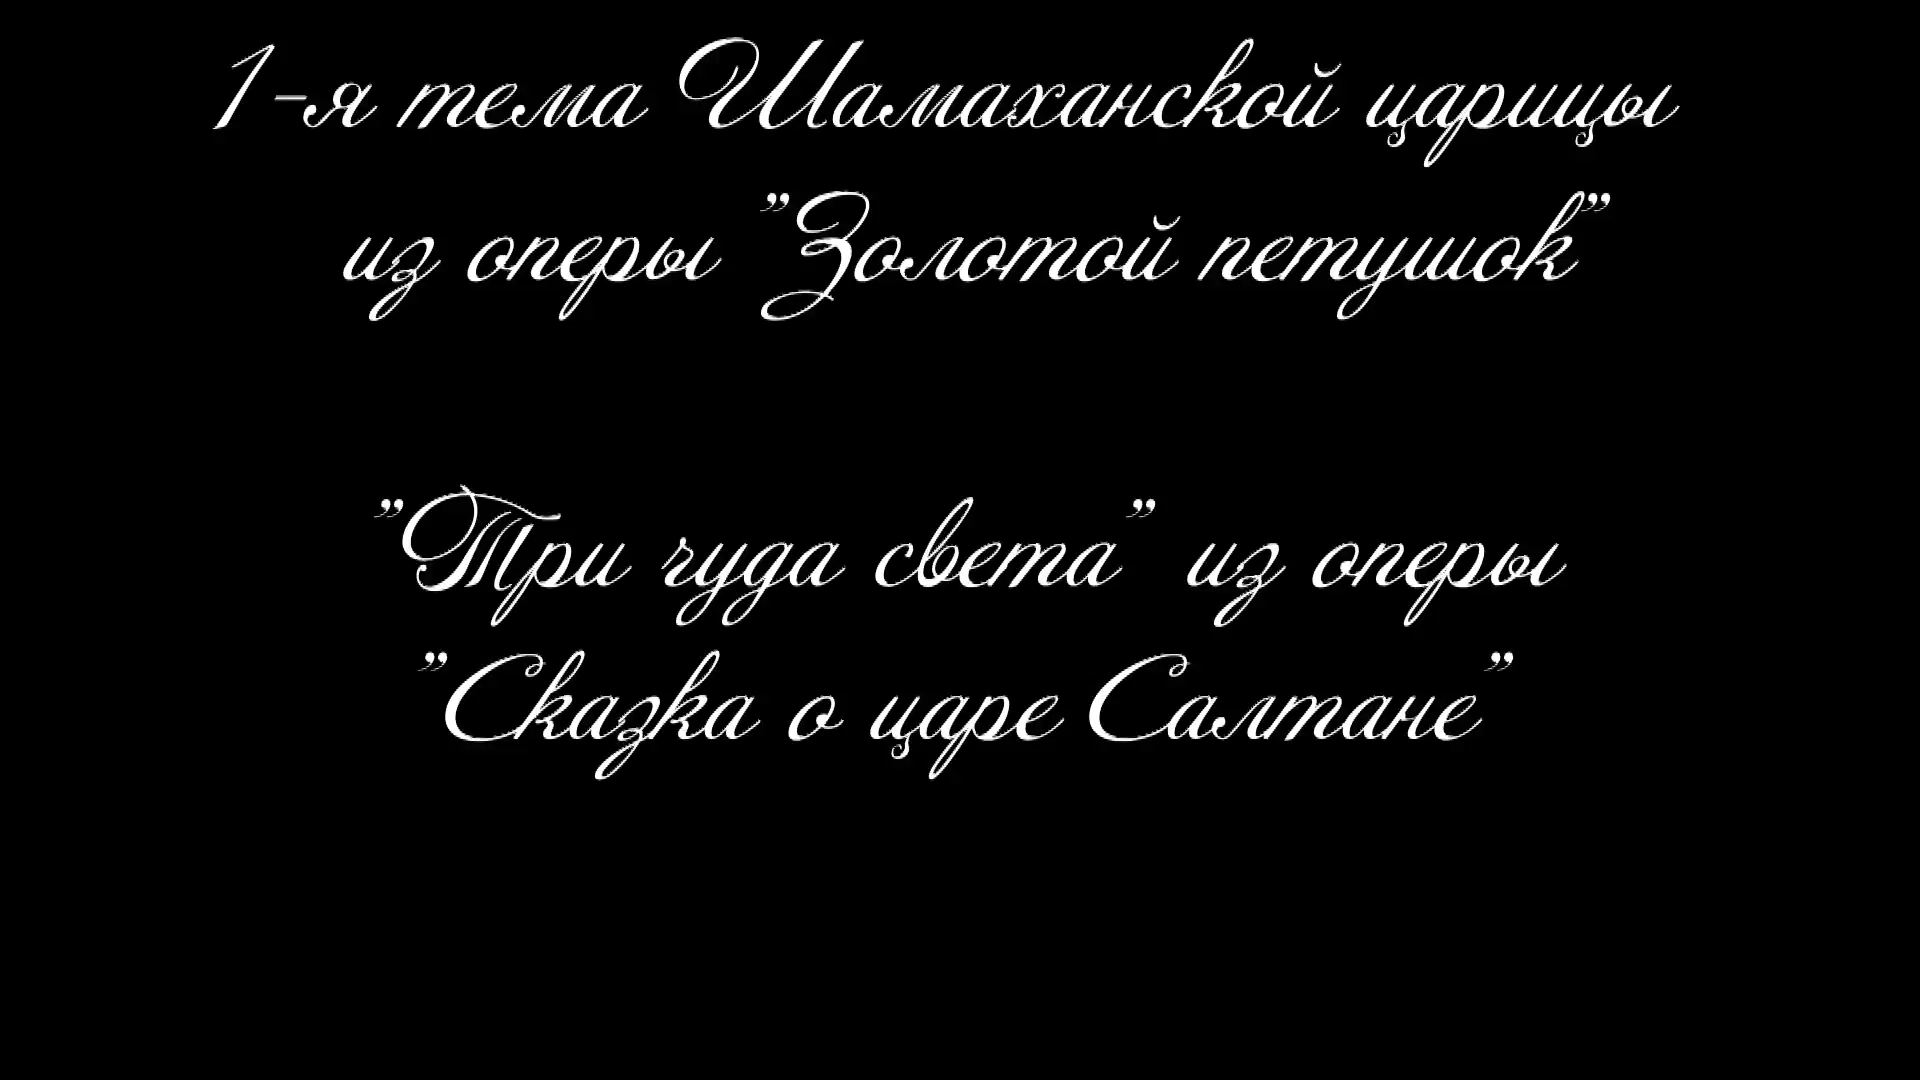 1-я тема Шамаханской царицы
из оперы "Золотой петушок"
"Три чуда света" из оперы
"Сказка о царе Салтане"